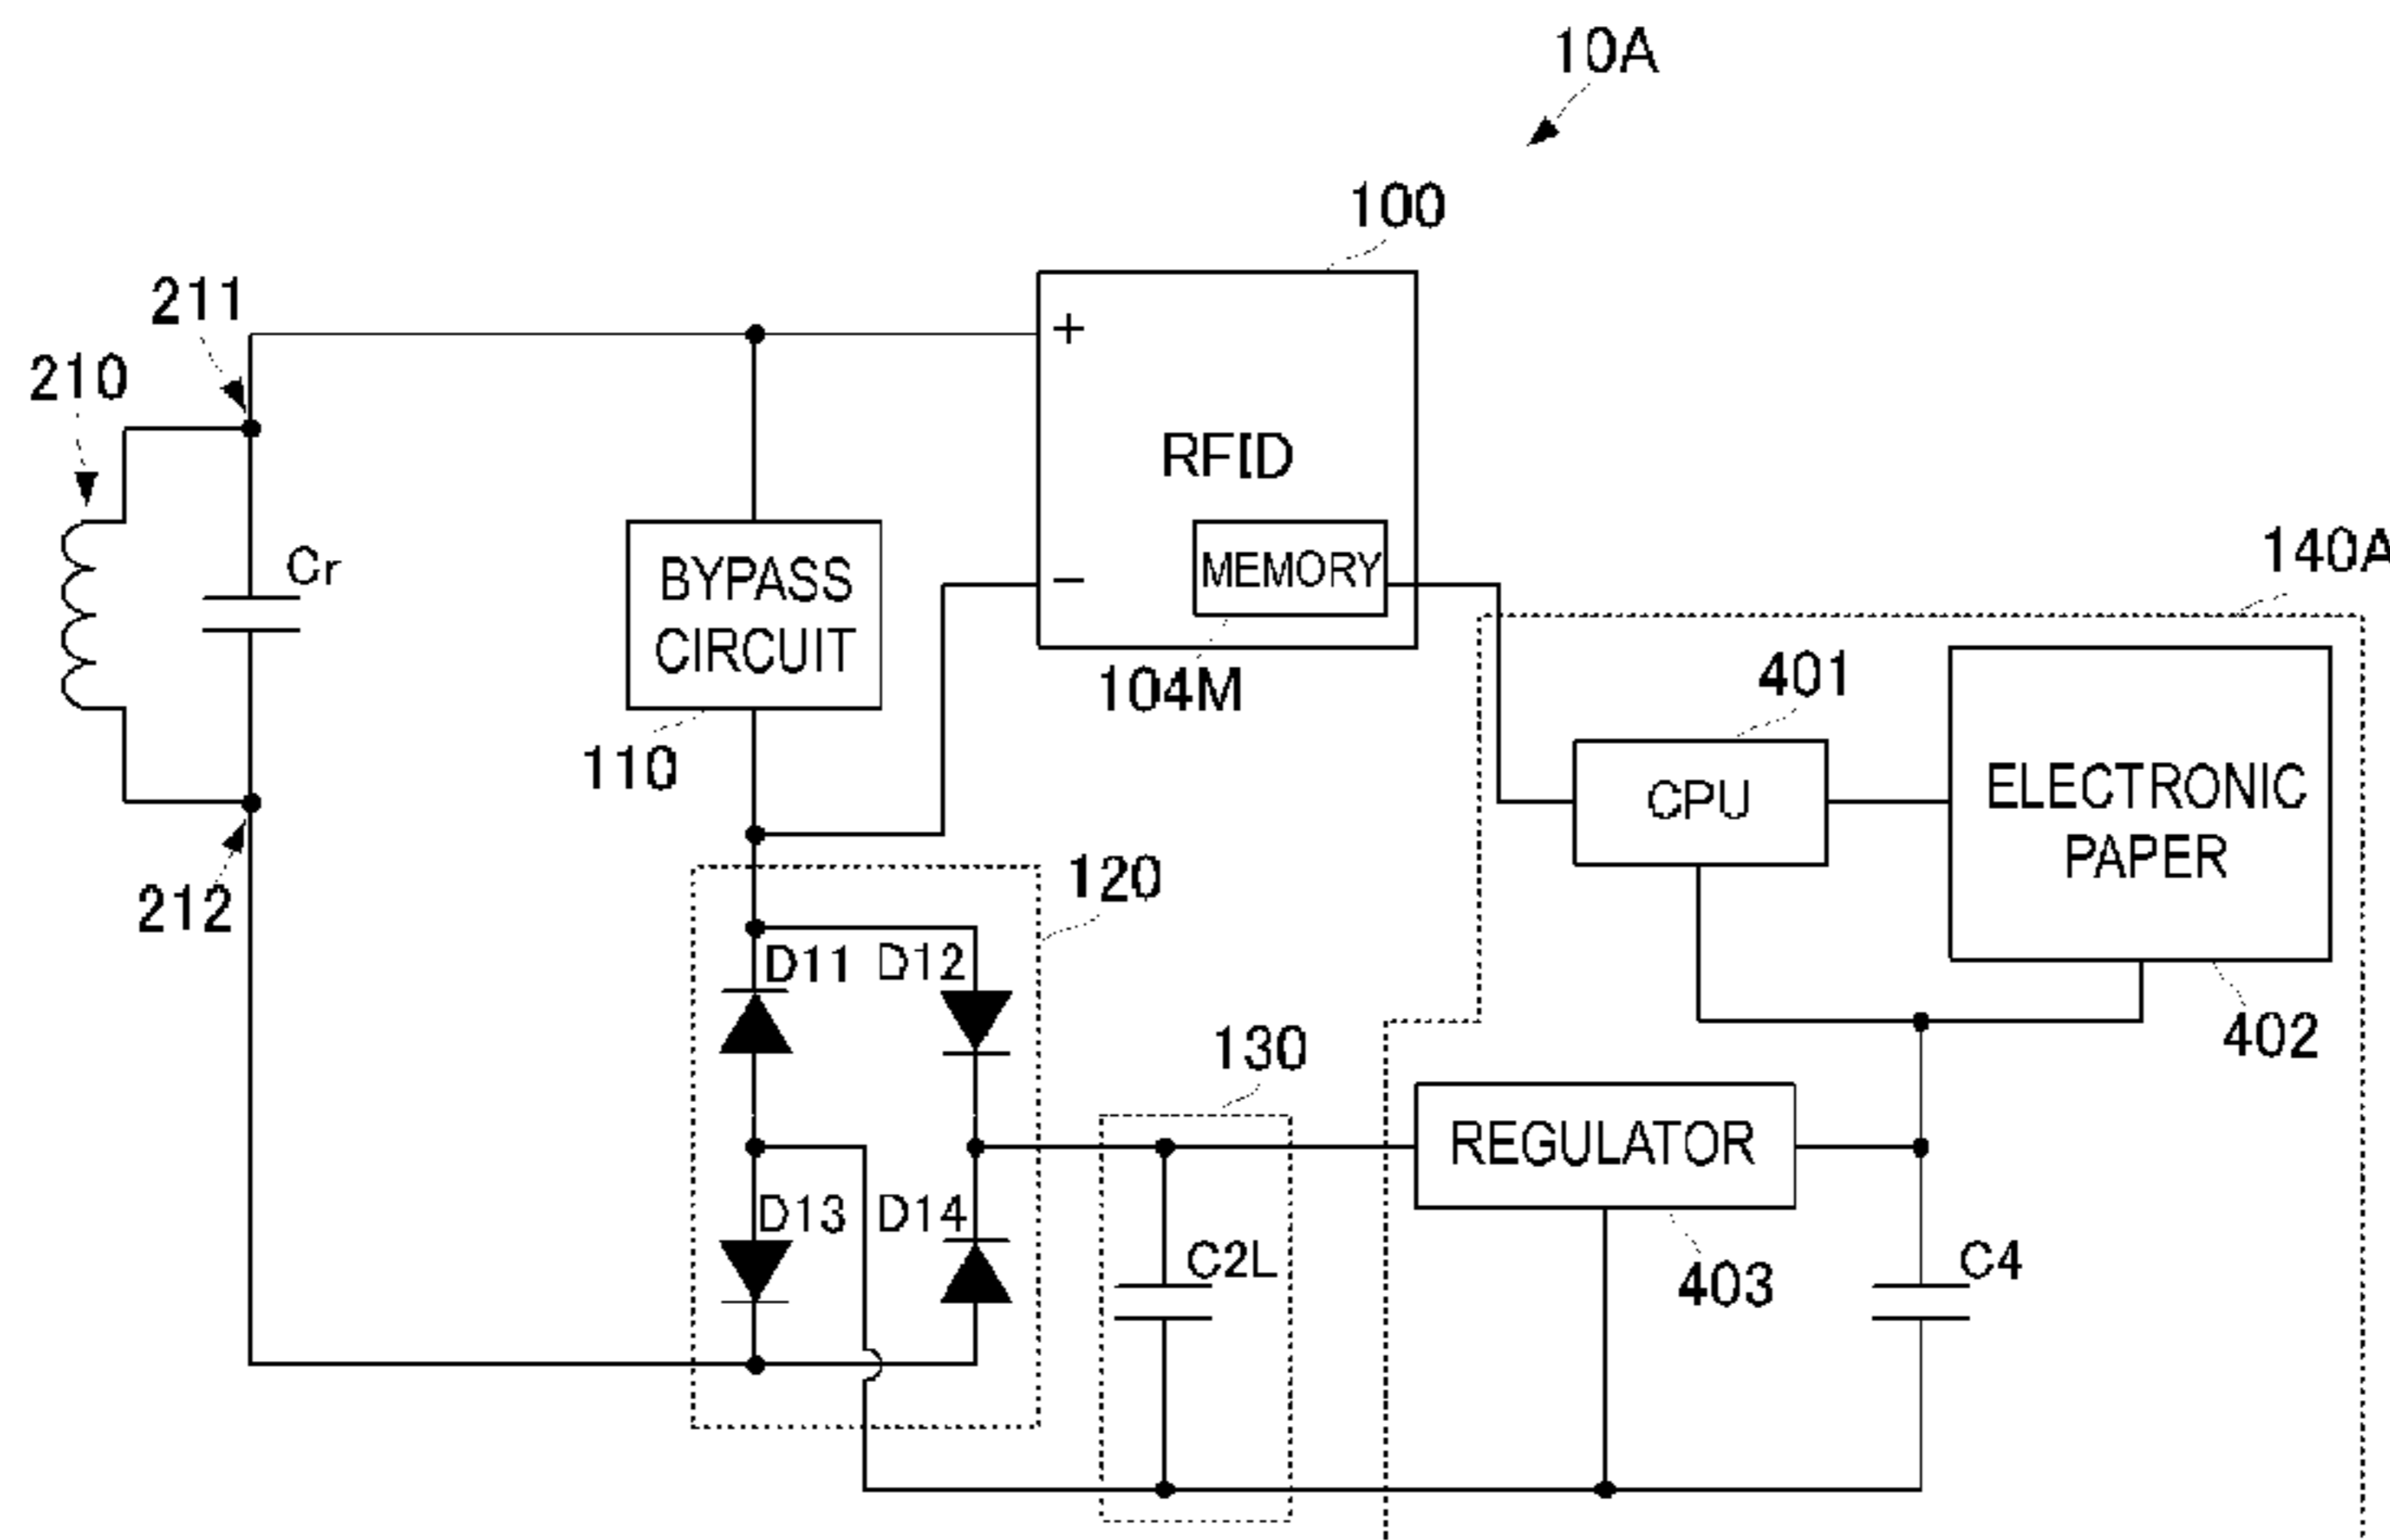 10A
100
211
210
+
RFID
Cr
−
MEMORY
BYPASS
CIRCUIT
140A
104M
401
110
CPU
ELECTRONIC
PAPER
212
120
D11
D12
130
402
REGULATOR
D13
D14
C2L
403
C4